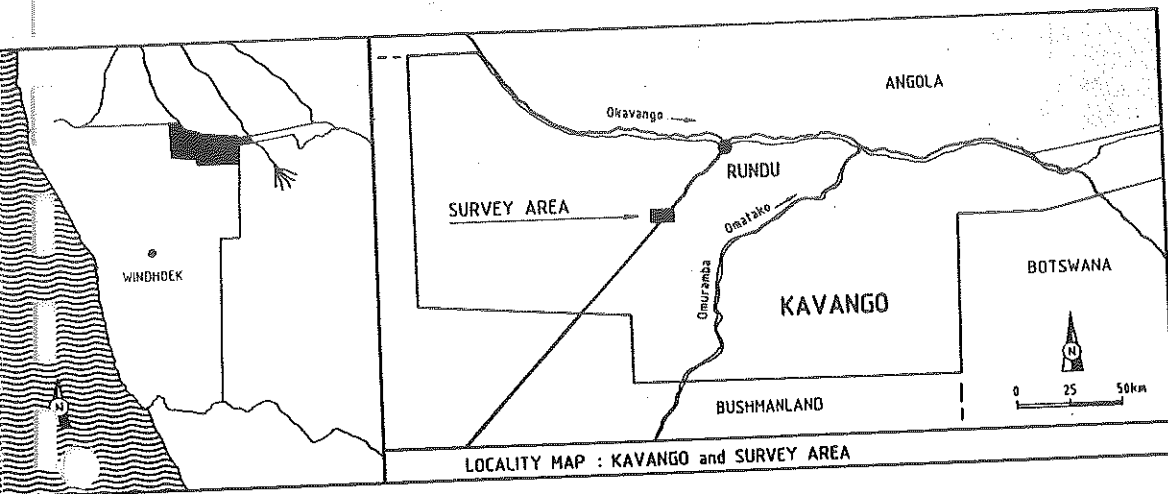 WINDHOEK
N
ANGOLA
Okavango
RUNDU
SURVEY AREA
Omatako
Omuramba
KAVANGO
BOTSWANA
N
0 25 50km
BUSHMANLAND
LOCALITY MAP : KAVANGO and SURVEY AREA